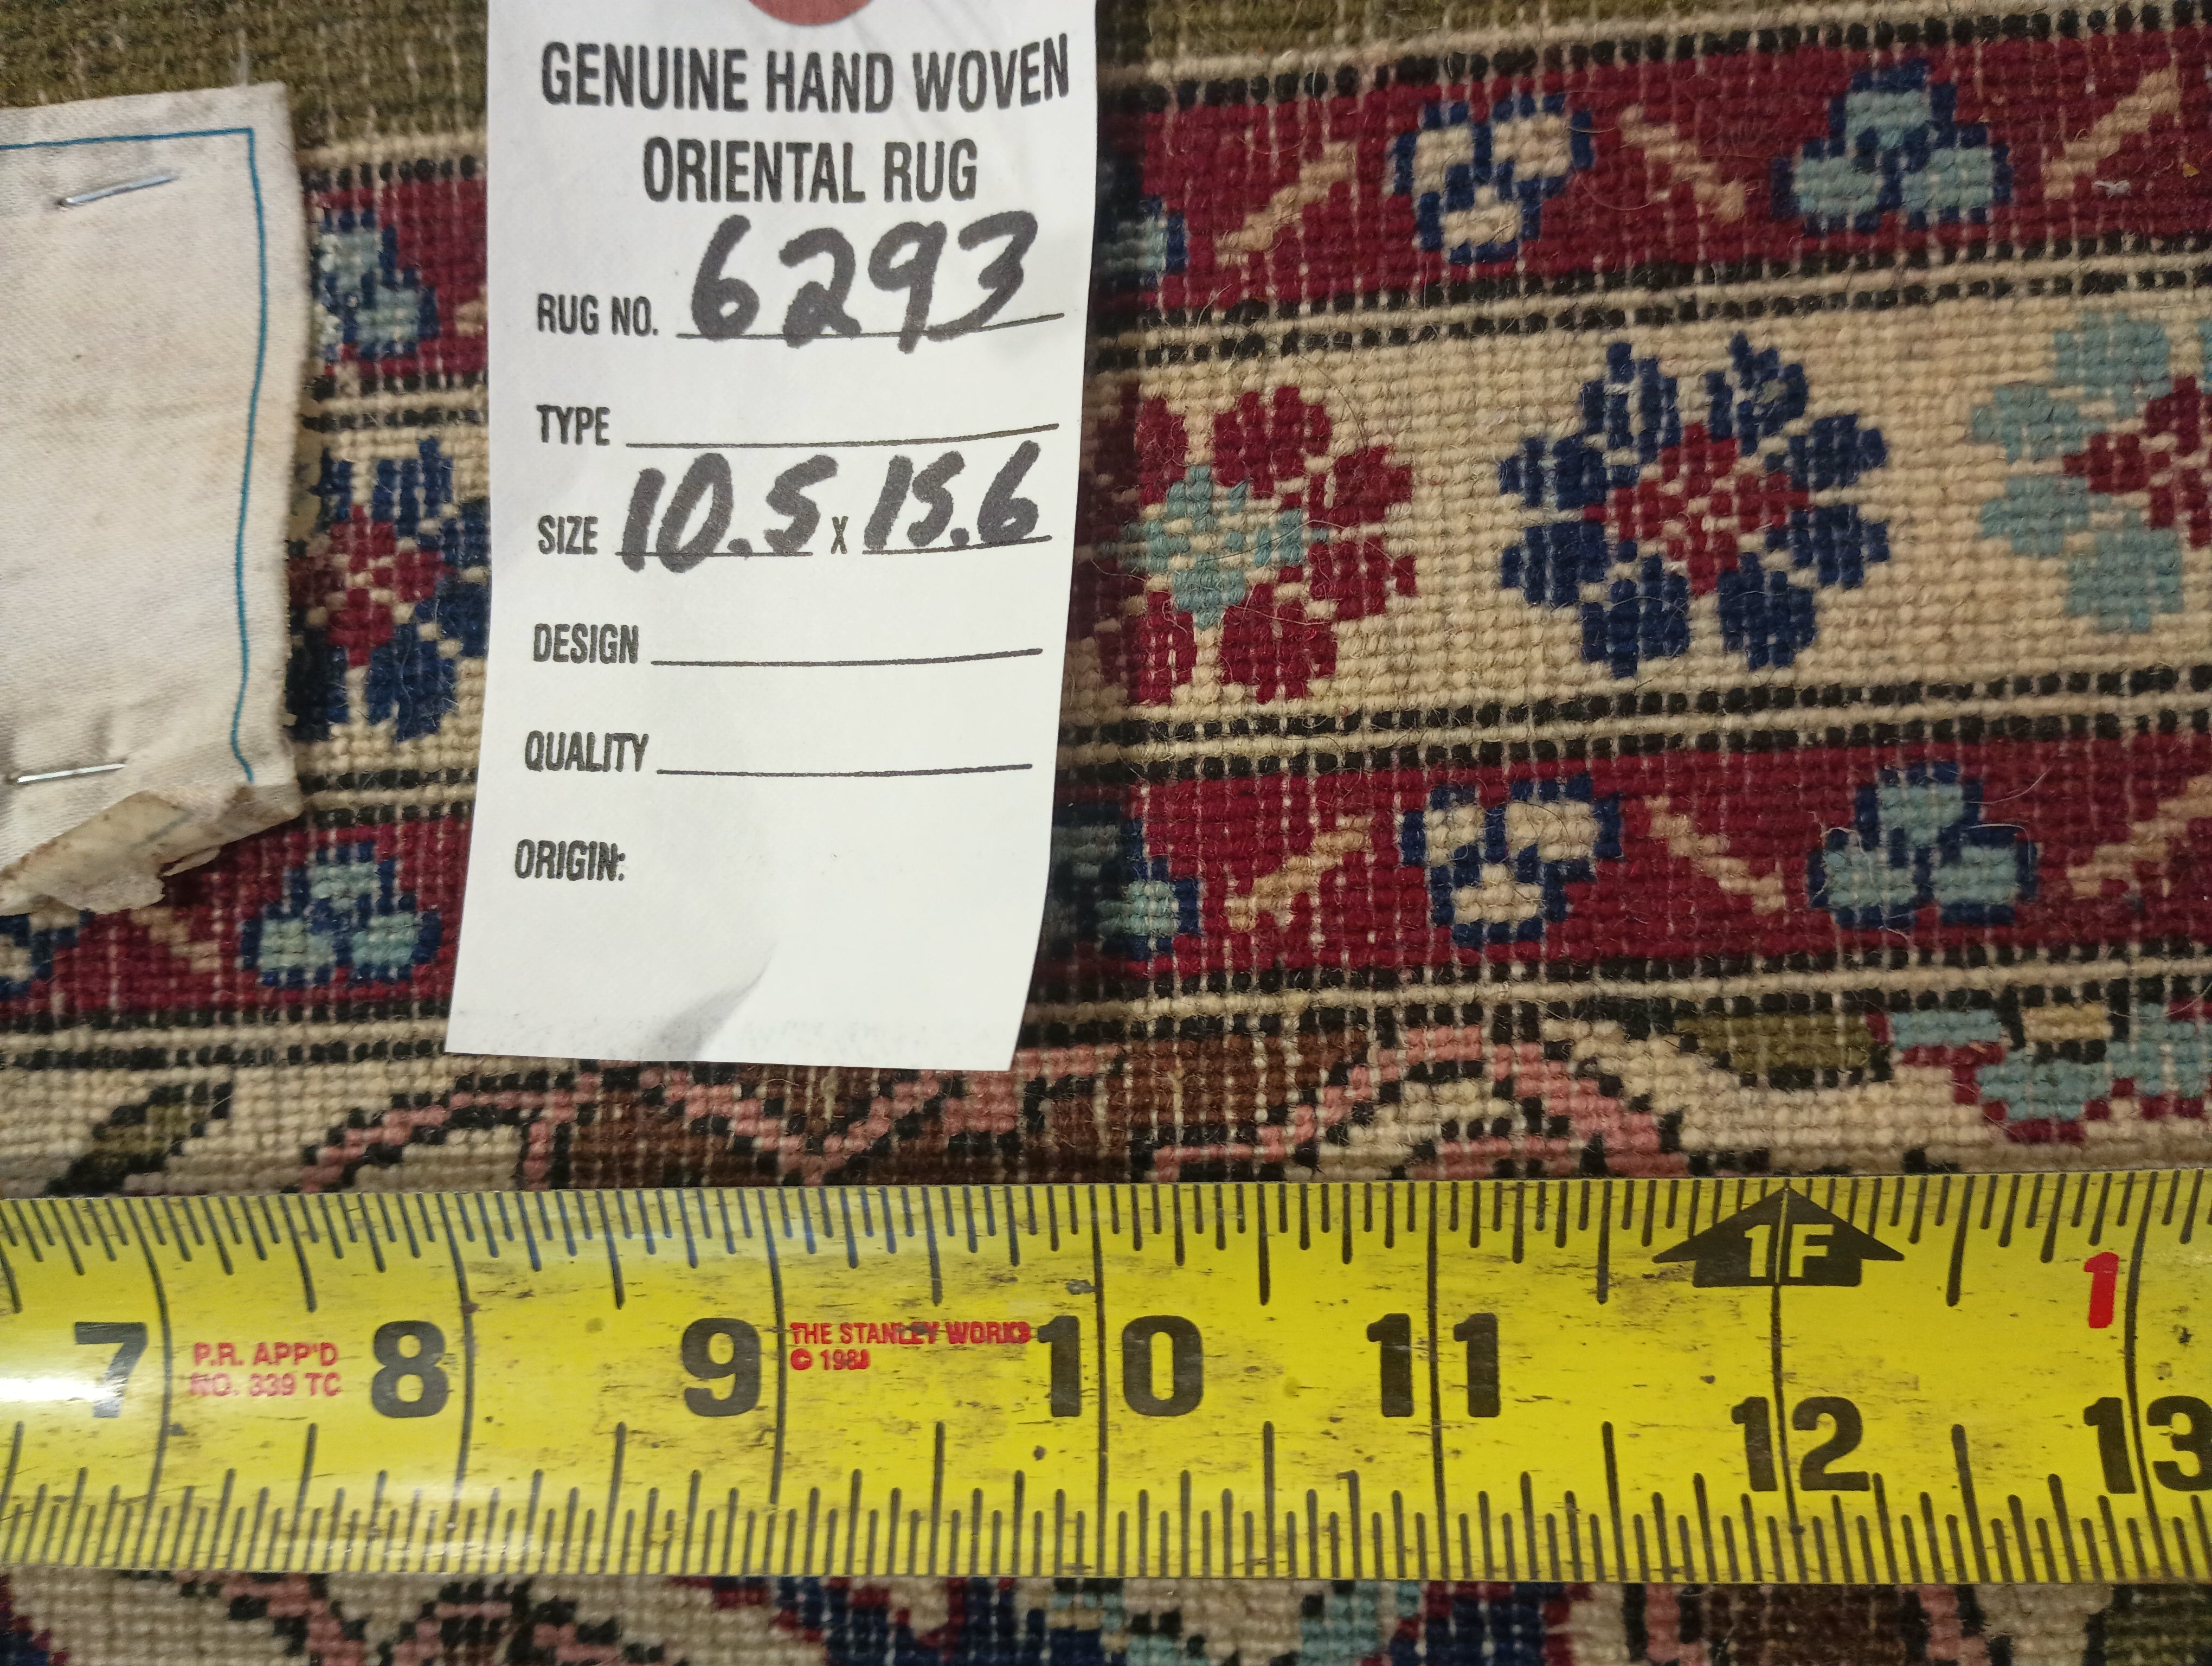 GENUINE HAND WOVEN
ORIENTAL RUG
RUG NO. 6293
TYPE
SIZE 10.5 X 15.6
DESIGN
QUALITY
ORIGIN:
1F
1
7 8 9 10 11 12 13
P.R. APP'D
NO. 339 TC
THE STANLEY WORKS